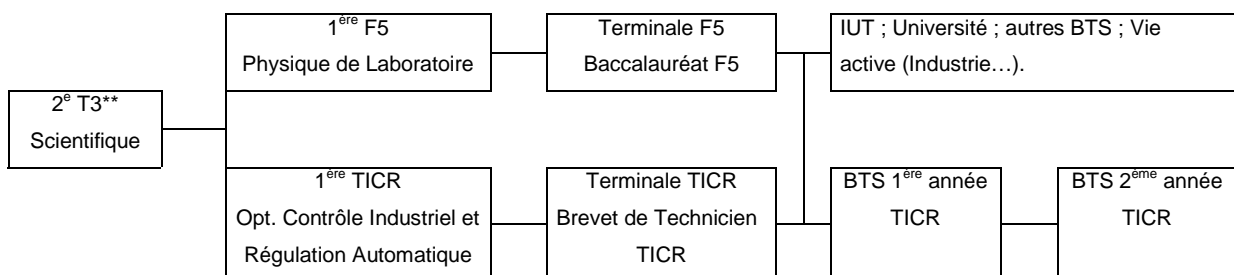 1ère F5
Physique de Laboratoire
Terminale F5
Baccalauréat F5
IUT ; Université ; autres BTS ; Vie
active (Industrie…).
2e T3**
Scientifique
1ère TICR
Opt. Contrôle Industriel et
Régulation Automatique
Terminale TICR
Brevet de Technicien
TICR
BTS 1ère année
TICR
BTS 2ème année
TICR